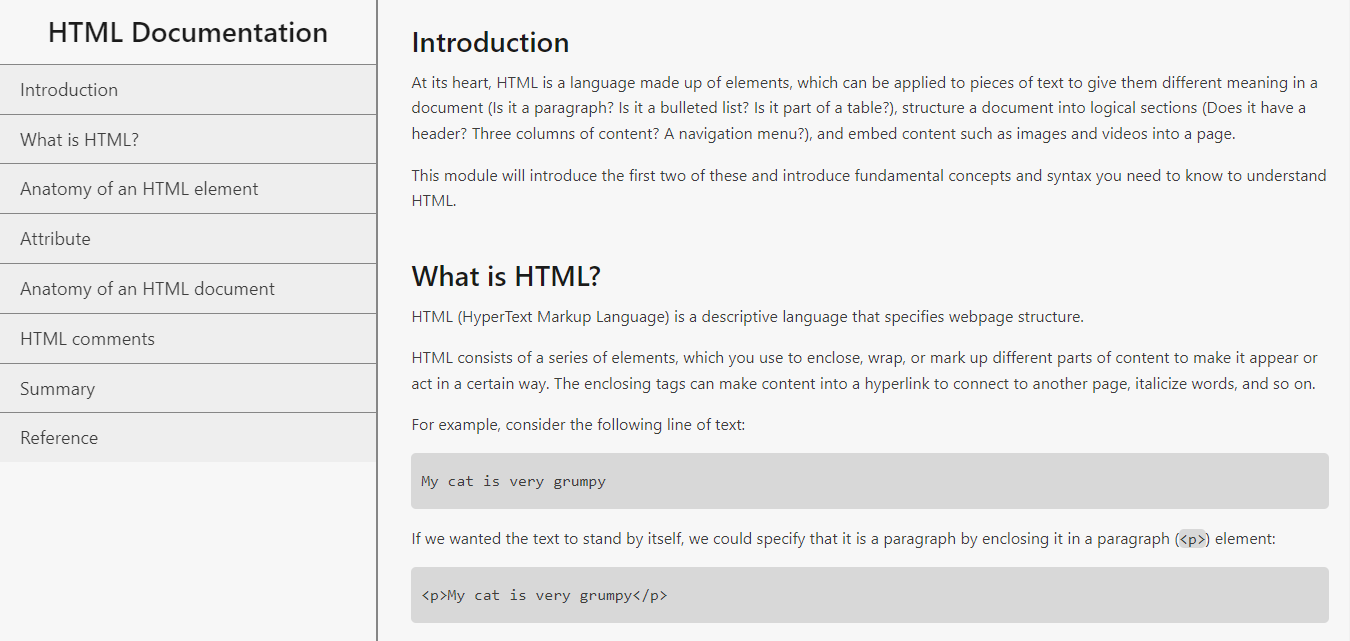 HTML Documentation
Introduction
What is HTML?
Anatomy of an HTML element
Attribute
Anatomy of an HTML document
HTML comments
Summary
Reference
Introduction
At its heart, HTML is a language made up of elements, which can be applied to pieces of text to give them different meaning in a
document (Is it a paragraph? Is it a bulleted list? Is it part of a table?), structure a document into logical sections (Does it have a
header? Three columns of content? A navigation menu?), and embed content such as images and videos into a page.
This module will introduce the first two of these and introduce fundamental concepts and syntax you need to know to understand
HTML.
What is HTML?
HTML (HyperText Markup Language) is a descriptive language that specifies webpage structure.
HTML consists of a series of elements, which you use to enclose, wrap, or mark up different parts of content to make it appear or
act in a certain way. The enclosing tags can make content into a hyperlink to connect to another page, italicize words, and so on.
For example, consider the following line of text:
My cat is very grumpy
If we wanted the text to stand by itself, we could specify that it is a paragraph by enclosing it in a paragraph (<p>) element:
<p>My cat is very grumpy</p>